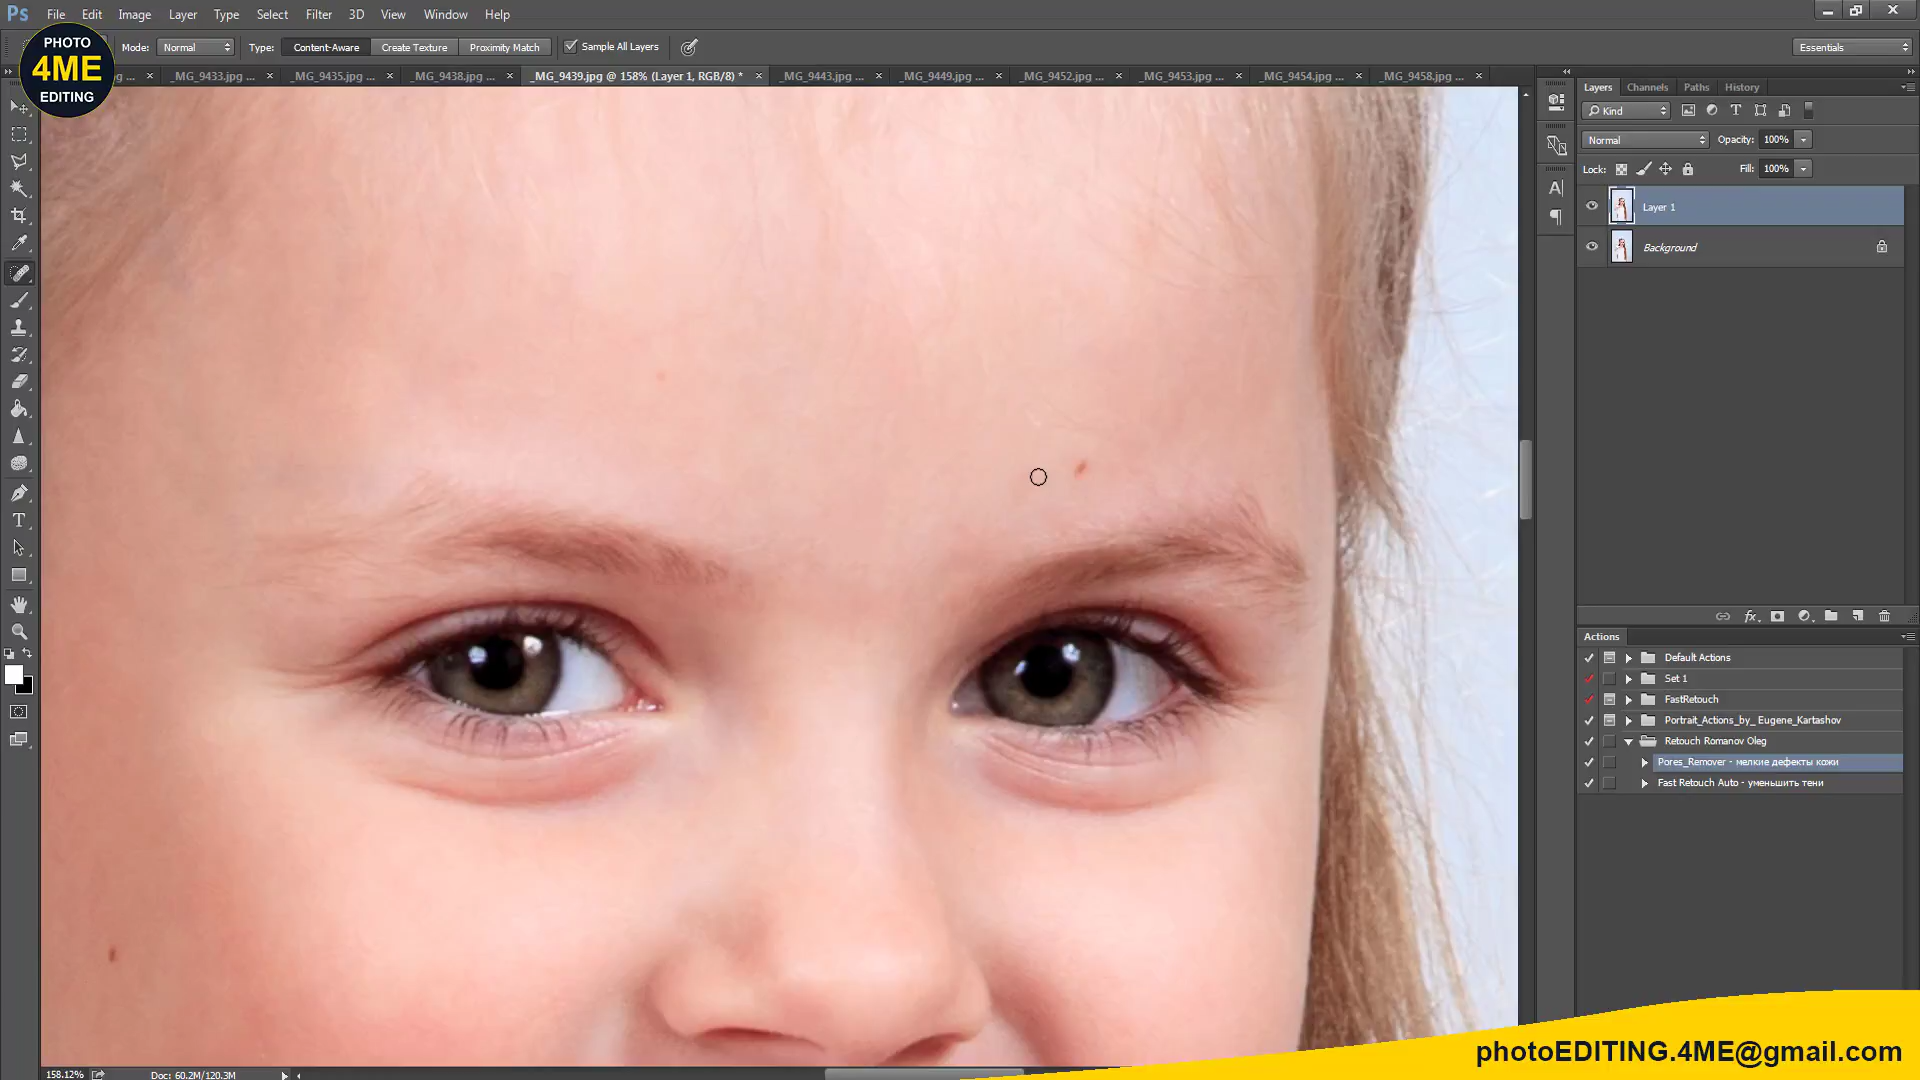 Ps File Edit Image Layer Type Select Filter 3D View Window Help
PHOTO
4ME
EDITING
Mode: Normal Type: Content-Aware Create Texture Proximity Match Sample All Layers Essentials
_MG_9433.jpg ... × _MG_9435.jpg ... × _MG_9438.jpg ... × _MG_9439.jpg @ 158% (Layer 1, RGB/8) * × _MG_9443.jpg ... × _MG_9449.jpg ... × _MG_9452.jpg ... × _MG_9453.jpg ... × _MG_9454.jpg ... × _MG_9458.jpg ... ×
Layers Channels Paths History
Kind
Normal Opacity: 100%
Lock: Fill: 100%
Layer 1
Background
Actions
Default Actions
Set 1
FastRetouch
Portrait_Actions_by_ Eugene_Kartashov
Retouch Romanov Oleg
Pores_Remover - мелкие дефекты кожи
Fast Retouch Auto - уменьшить тени
158.12% Doc: 60.2M/120.3M
photoEDITING.4ME@gmail.com